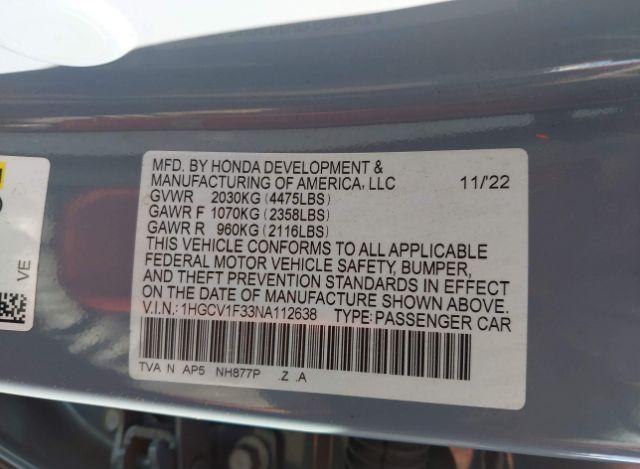 MFD. BY HONDA DEVELOPMENT &
MANUFACTURING OF AMERICA, LLC 11/'22
GVWR 2030KG (4475LBS)
GAWR F 1070KG (2358LBS)
GAWR R 960KG (2116LBS)
THIS VEHICLE CONFORMS TO ALL APPLICABLE
FEDERAL MOTOR VEHICLE SAFETY, BUMPER,
AND THEFT PREVENTION STANDARDS IN EFFECT
ON THE DATE OF MANUFACTURE SHOWN ABOVE.
V.I.N.:1HGCV1F33NA112638 TYPE:PASSENGER CAR
TVA N AP5 NH877P .Z .A
VE